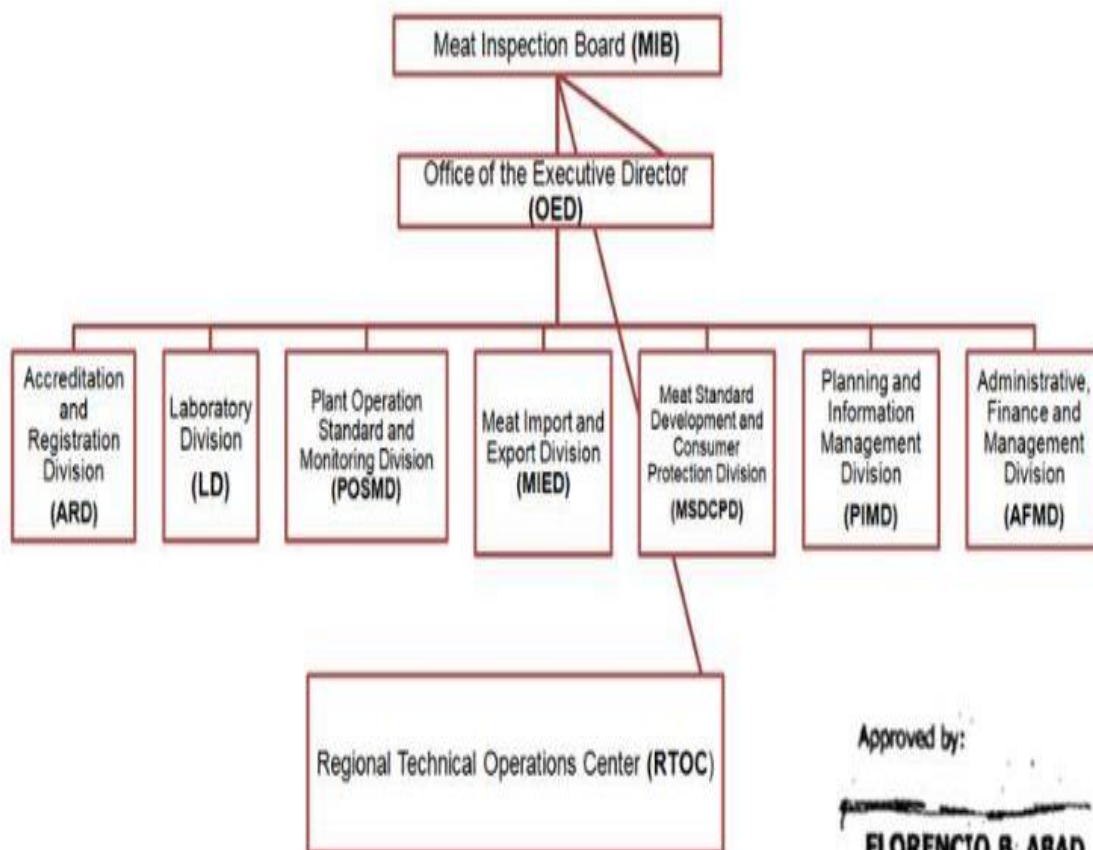 Meat Inspection Board (MIB)
Office of the Executive Director
(OED)
Accreditation
and
Registration
Division
(ARD)
Laboratory
Division
(LD)
Plant Operation
Standard and
Monitoring Division
(POSMD)
Meat Import and
Export Division
(MIED)
Meat Standard
Development and
Consumer
Protection Division
(MSDCPD)
Planning and
Information
Management
Division
(PIMD)
Administrative,
Finance and
Management
Division
(AFMD)
Regional Technical Operations Center (RTOC)
Approved by:
FLORENCIO B. ABAD